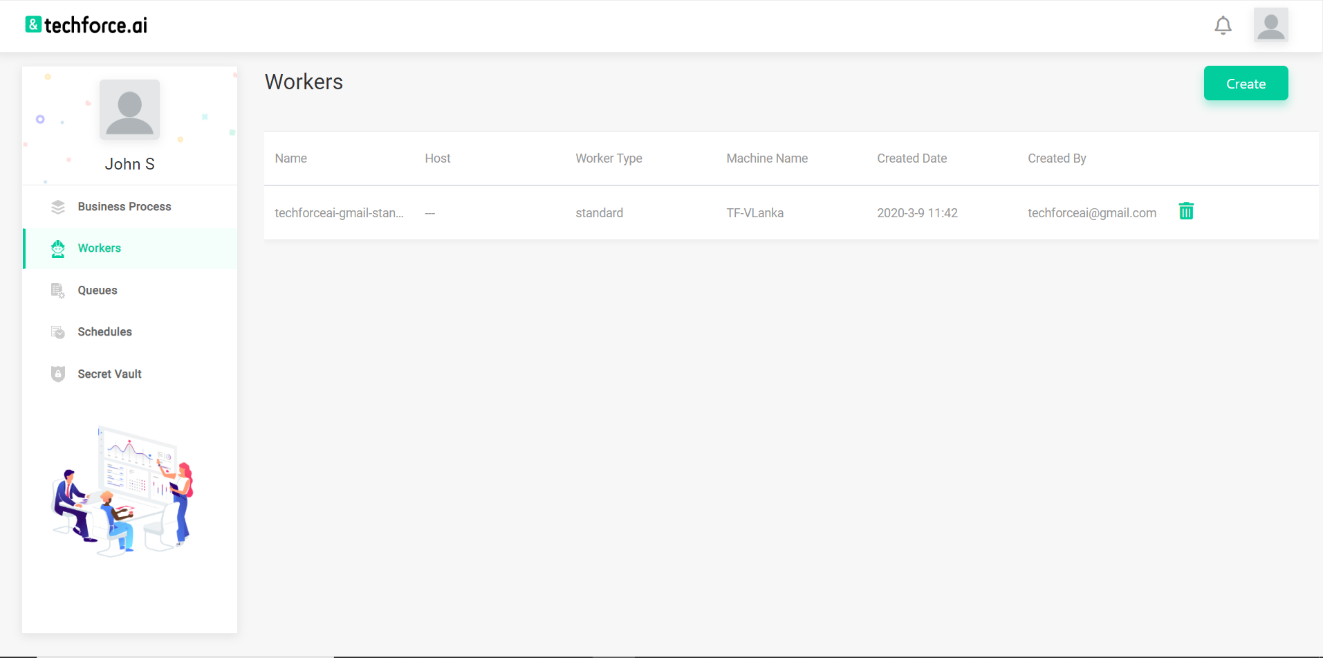 & techforce.ai
John S
Business Process
Workers
Queues
Schedules
Secret Vault
Workers
Create
Name Host Worker Type Machine Name Created Date Created By
techforceai-gmail-stan... --- standard TF-VLanka 2020-3-9 11:42 techforceai@gmail.com